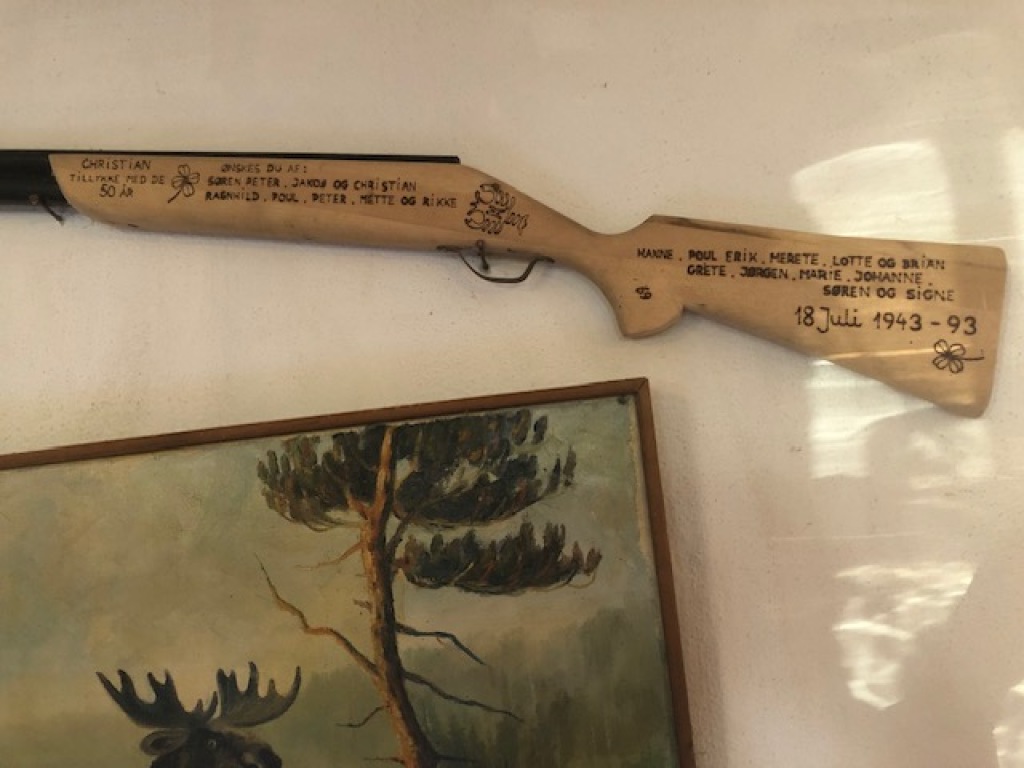 CHRISTIAN
TILLYKKE MED DE
50 ÅR
ØNSKES DU AF:
SØREN PETER, JAKOB OG CHRISTIAN
RAGNHILD, POUL, PETER, METTE OG RIKKE
HANNE, POUL ERIK, MERETE, LOTTE OG BRIAN
GRETE, JØRGEN, MARIE, JOHANNE,
SØREN OG SIGNE
18 Juli 1943 - 93